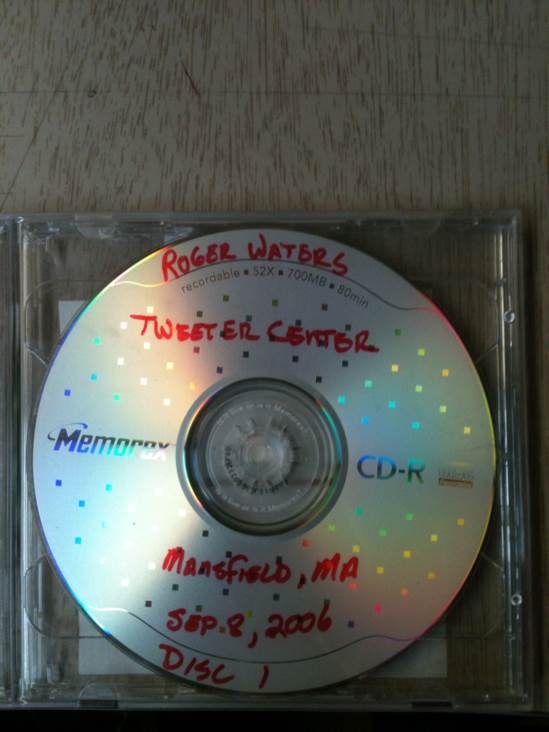 ROGER WATERS
recordable ▪ 52X ▪ 700MB ▪ 80min
TWEETER CENTER
Memorex
CD-R
MANSFIELD, MA
SEP. 8, 2006
DISC 1